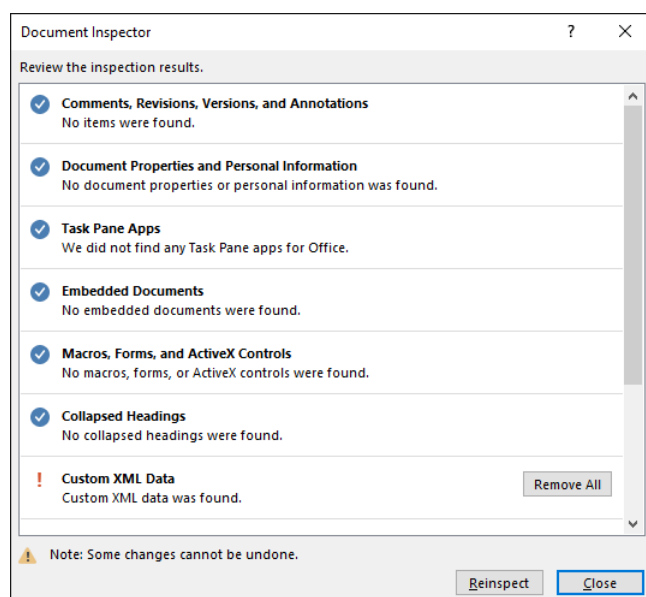 Document Inspector
?
Review the inspection results.
Comments, Revisions, Versions, and Annotations
No items were found.
Document Properties and Personal Information
No document properties or personal information was found.
Task Pane Apps
We did not find any Task Pane apps for Office.
Embedded Documents
No embedded documents were found.
Macros, Forms, and ActiveX Controls
No macros, forms, or ActiveX controls were found.
Collapsed Headings
No collapsed headings were found.
! Custom XML Data
Custom XML data was found.
Remove All
Note: Some changes cannot be undone.
Reinspect
Close